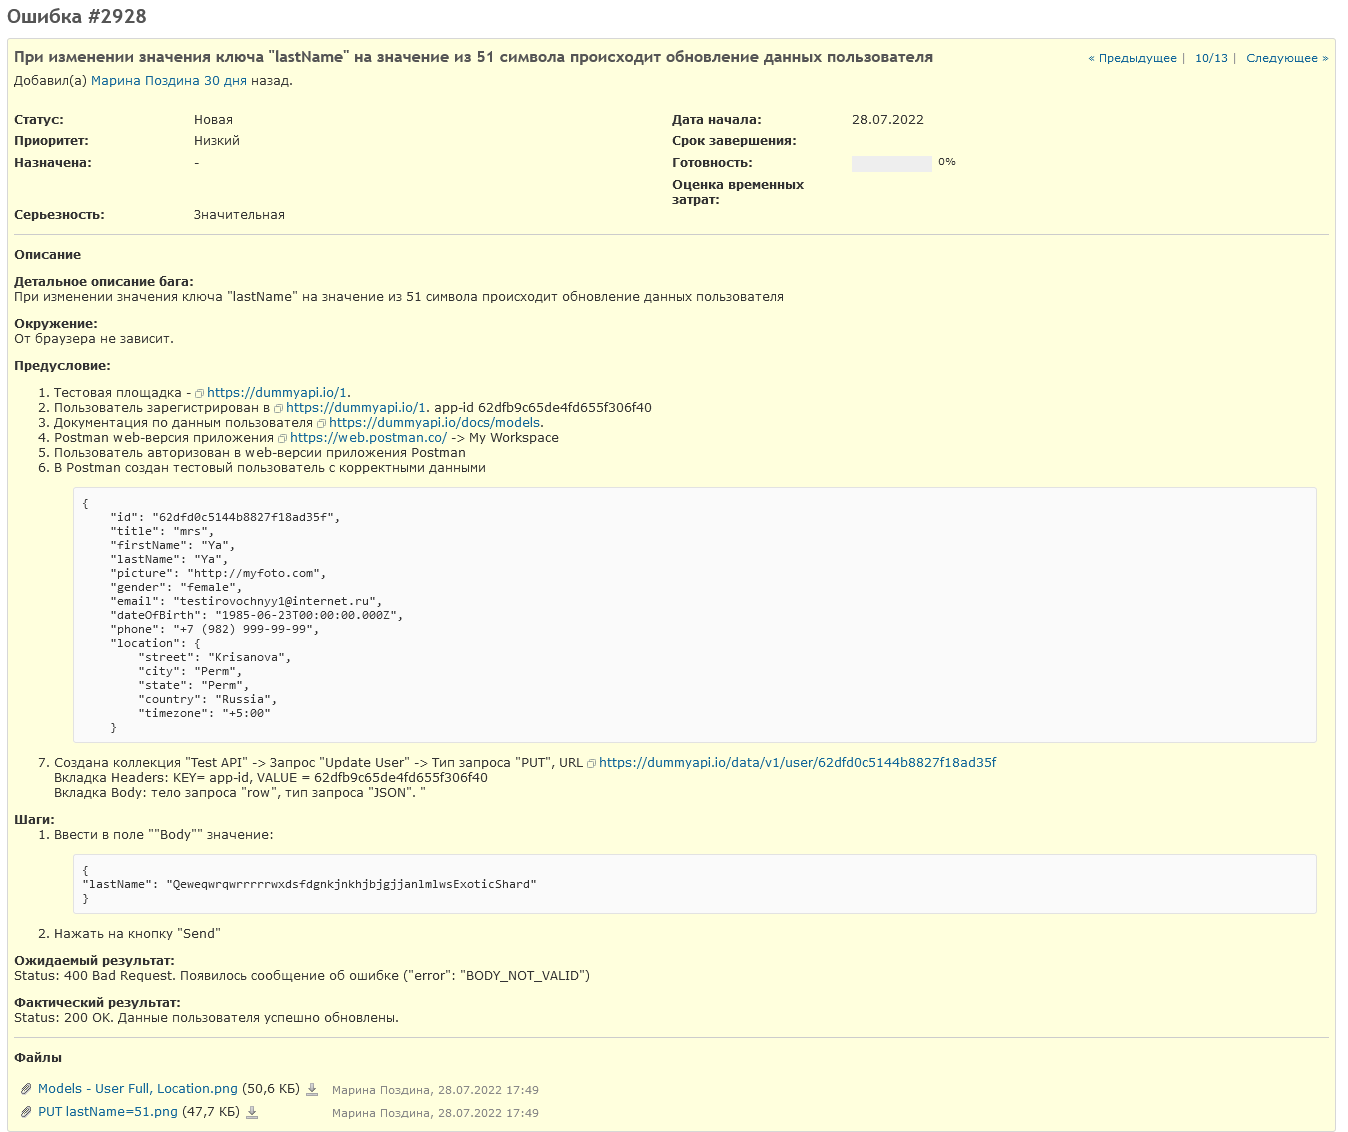 Ошибка #2928
При изменении значения ключа "lastName" на значение из 51 символа происходит обновление данных пользователя
« Предыдущее | 10/13 | Следующее »
Добавил(а) Марина Поздина 30 дня назад.
Статус: Новая Дата начала: 28.07.2022
Приоритет: Низкий Срок завершения:
Назначена: - Готовность: 0%
Оценка временных
затрат:
Серьезность: Значительная
Описание
Детальное описание бага:
При изменении значения ключа "lastName" на значение из 51 символа происходит обновление данных пользователя
Окружение:
От браузера не зависит.
Предусловие:
1. Тестовая площадка - https://dummyapi.io/1.
2. Пользователь зарегистрирован в https://dummyapi.io/1. app-id 62dfb9c65de4fd655f306f40
3. Документация по данным пользователя https://dummyapi.io/docs/models.
4. Postman web-версия приложения https://web.postman.co/ -> My Workspace
5. Пользователь авторизован в web-версии приложения Postman
6. В Postman создан тестовый пользователь с корректными данными
{
"id": "62dfd0c5144b8827f18ad35f",
"title": "mrs",
"firstName": "Ya",
"lastName": "Ya",
"picture": "http://myfoto.com",
"gender": "female",
"email": "testirovochnyy1@internet.ru",
"dateOfBirth": "1985-06-23T00:00:00.000Z",
"phone": "+7 (982) 999-99-99",
"location": {
"street": "Krisanova",
"city": "Perm",
"state": "Perm",
"country": "Russia",
"timezone": "+5:00"
}
7. Создана коллекция "Test API" -> Запрос "Update User" -> Тип запроса "PUT", URL https://dummyapi.io/data/v1/user/62dfd0c5144b8827f18ad35f
Вкладка Headers: KEY= app-id, VALUE = 62dfb9c65de4fd655f306f40
Вкладка Body: тело запроса "row", тип запроса "JSON". "
Шаги:
1. Ввести в поле ""Body"" значение:
{
"lastName": "QeweqwrqwrrrrrwxdsfdgnkjnkhjbjgjjanlmlwsExoticShard"
}
2. Нажать на кнопку "Send"
Ожидаемый результат:
Status: 400 Bad Request. Появилось сообщение об ошибке ("error": "BODY_NOT_VALID")
Фактический результат:
Status: 200 OK. Данные пользователя успешно обновлены.
Файлы
Models - User Full, Location.png (50,6 КБ) Марина Поздина, 28.07.2022 17:49
PUT lastName=51.png (47,7 КБ) Марина Поздина, 28.07.2022 17:49